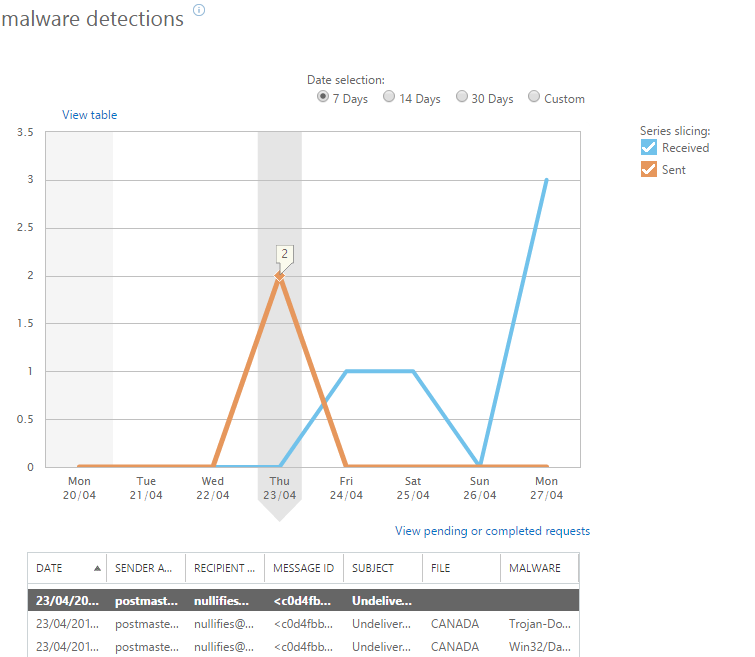 malware detections
Date selection:
7 Days 14 Days 30 Days Custom
View table
Series slicing:
Received
Sent
3.5
3
2.5
2
1.5
1
0.5
0
2
Mon Tue Wed Thu Fri Sat Sun Mon
20/04 21/04 22/04 23/04 24/04 25/04 26/04 27/04
View pending or completed requests
DATE SENDER A... RECIPIENT ... MESSAGE ID SUBJECT FILE MALWARE
23/04/20... postmast... nullifies... <c0d4fb... Undelive...
23/04/201... postmaste... nullifies@... <c0d4fbb... Undeliver... CANADA Trojan-Do...
23/04/201... postmaste... nullifies@... <c0d4fbb... Undeliver... CANADA Win32/Da...